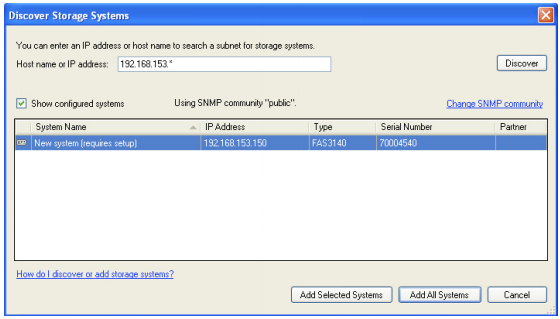 Discover Storage Systems
You can enter an IP address or host name to search a subnet for storage systems.
Host name or IP address: 192.168.153.* Discover
Show configured systems Using SNMP community "public". Change SNMP community
System Name IP Address Type Serial Number Partner
New system (requires setup) 192.168.153.150 FAS3140 70004540
How do I discover or add storage systems?
Add Selected Systems Add All Systems Cancel